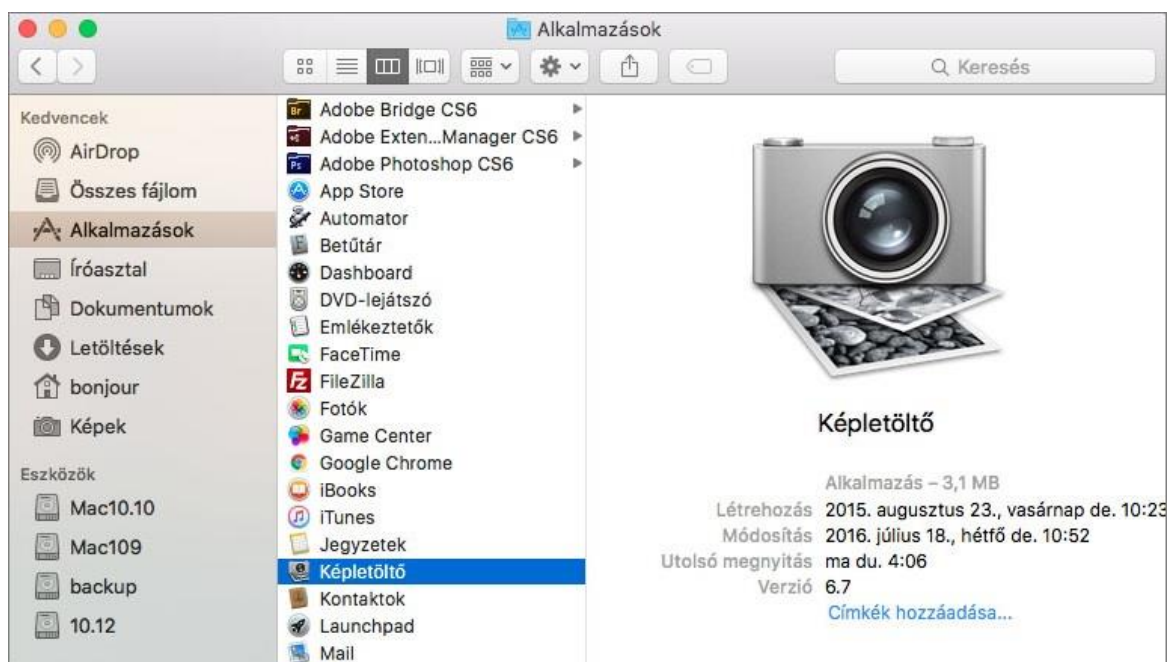 Alkalmazások
Keresés
Kedvencek
AirDrop
Összes fájlom
Alkalmazások
Íróasztal
Dokumentumok
Letöltések
bonjour
Képek
Eszközök
Mac10.10
Mac109
backup
10.12
Adobe Bridge CS6
Adobe Exten...Manager CS6
Adobe Photoshop CS6
App Store
Automator
Betűtár
Dashboard
DVD-lejátszó
Emlékeztetők
FaceTime
FileZilla
Fotók
Game Center
Google Chrome
iBooks
iTunes
Jegyzetek
Képletöltő
Kontaktok
Launchpad
Mail
Képletöltő
Alkalmazás – 3,1 MB
Létrehozás 2015. augusztus 23., vasárnap de. 10:23
Módosítás 2016. július 18., hétfő de. 10:52
Utolsó megnyitás ma du. 4:06
Verzió 6.7
Címkék hozzáadása...